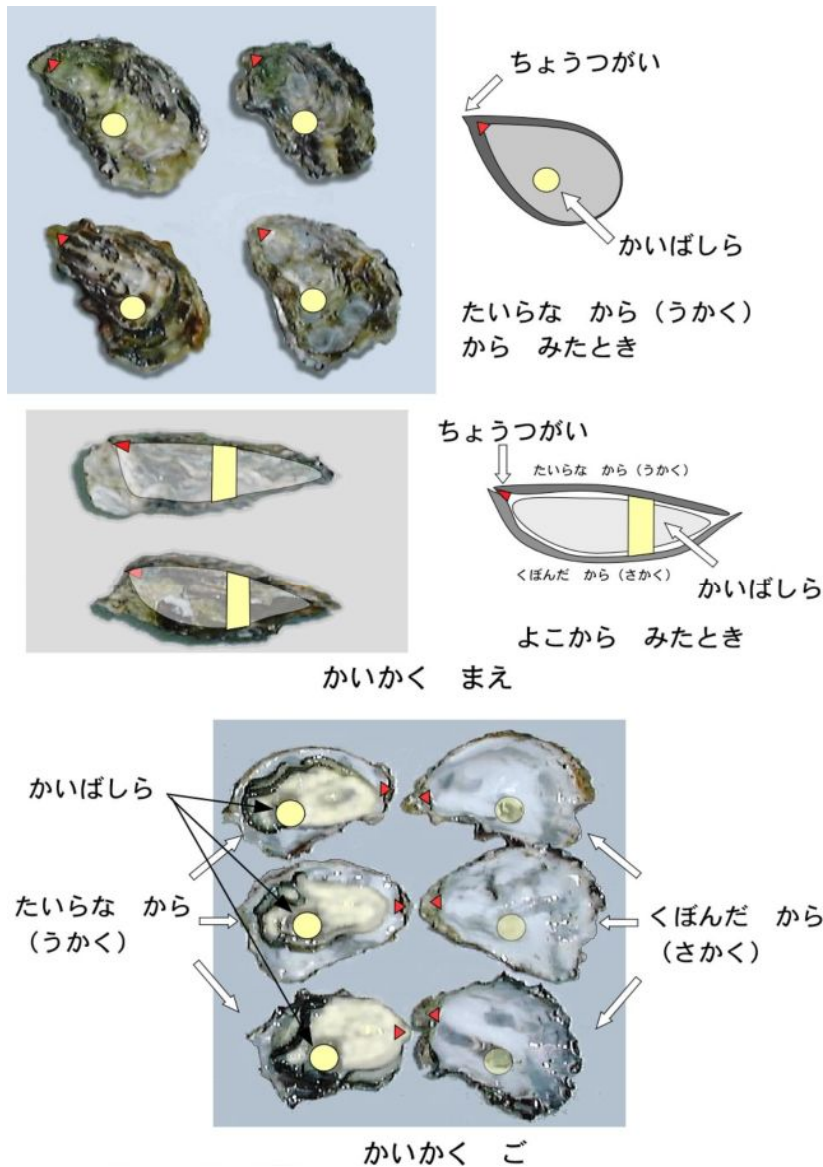 ちょうつがい
かいばしら
たいらな　から（うかく）
から　みたとき
ちょうつがい
たいらな　から（うかく）
くぼんだ　から（さかく）
かいばしら
よこから　みたとき
かいかく　まえ
かいばしら
たいらな　から
（うかく）
くぼんだ　から
（さかく）
かいかく　ご